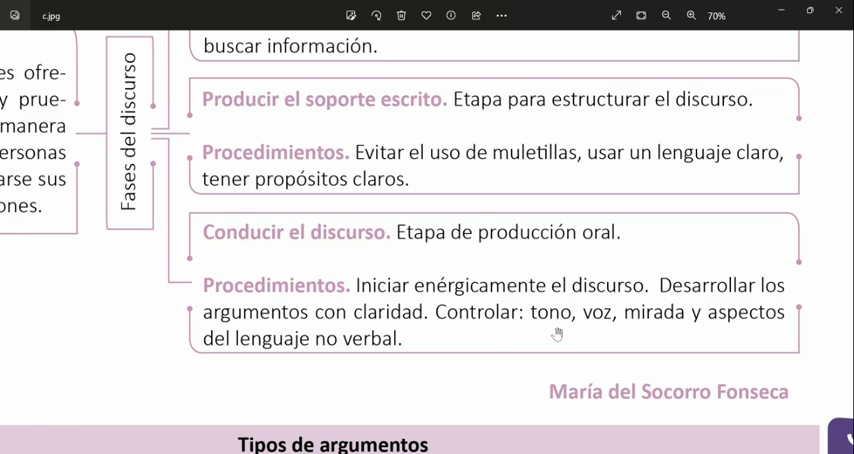 c.jpg
70%
buscar información.
es ofre-
y prue-
manera
ersonas
arse sus
ones.
Fases del discurso
Producir el soporte escrito. Etapa para estructurar el discurso.
Procedimientos. Evitar el uso de muletillas, usar un lenguaje claro,
tener propósitos claros.
Conducir el discurso. Etapa de producción oral.
Procedimientos. Iniciar enérgicamente el discurso. Desarrollar los
argumentos con claridad. Controlar: tono, voz, mirada y aspectos
del lenguaje no verbal.
María del Socorro Fonseca
Tipos de argumentos